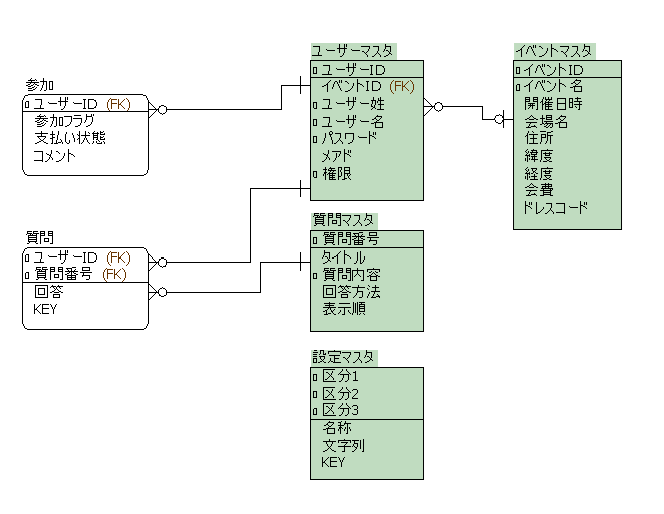 参加
ユーザーID (FK)
参加フラグ
支払い状態
コメント
質問
ユーザーID (FK)
質問番号 (FK)
回答
KEY
ユーザーマスタ
ユーザーID
イベントID (FK)
ユーザー姓
ユーザー名
パスワード
メアド
権限
質問マスタ
質問番号
タイトル
質問内容
回答方法
表示順
設定マスタ
区分1
区分2
区分3
名称
文字列
KEY
イベントマスタ
イベントID
イベント名
開催日時
会場名
住所
緯度
経度
会費
ドレスコード